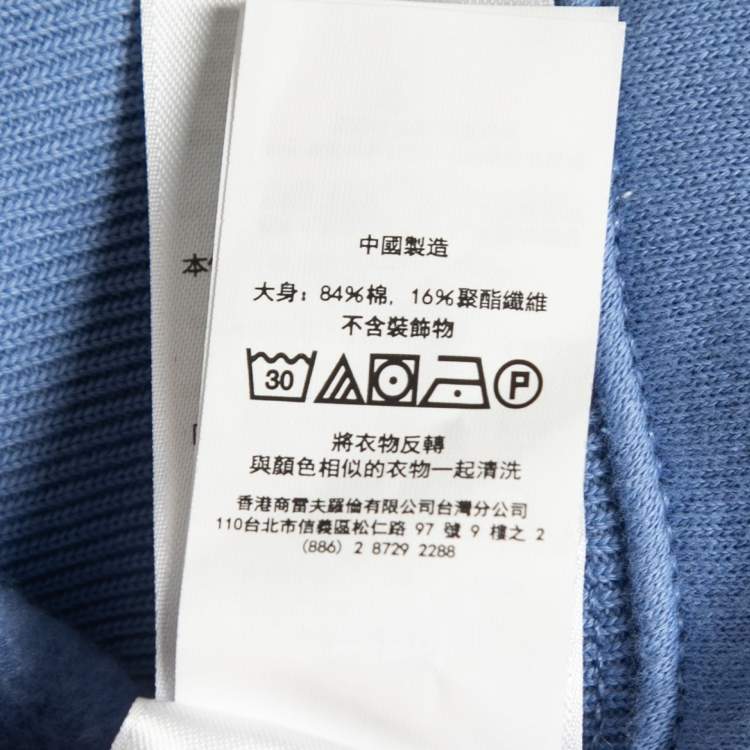 中國製造
本
大身：84%棉，16%聚酯纖維
不含裝飾物
30 P
將衣物反轉
與顏色相似的衣物一起清洗
香港商雷夫羅倫有限公司台灣分公司
110台北市信義區松仁路 97 號 9 樓之 2
(886) 2 8729 2288